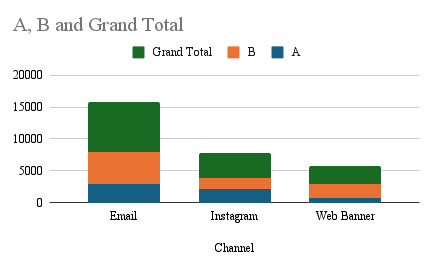 A, B and Grand Total
Grand Total B A
20000
15000
10000
5000
0
Email Instagram Web Banner
Channel